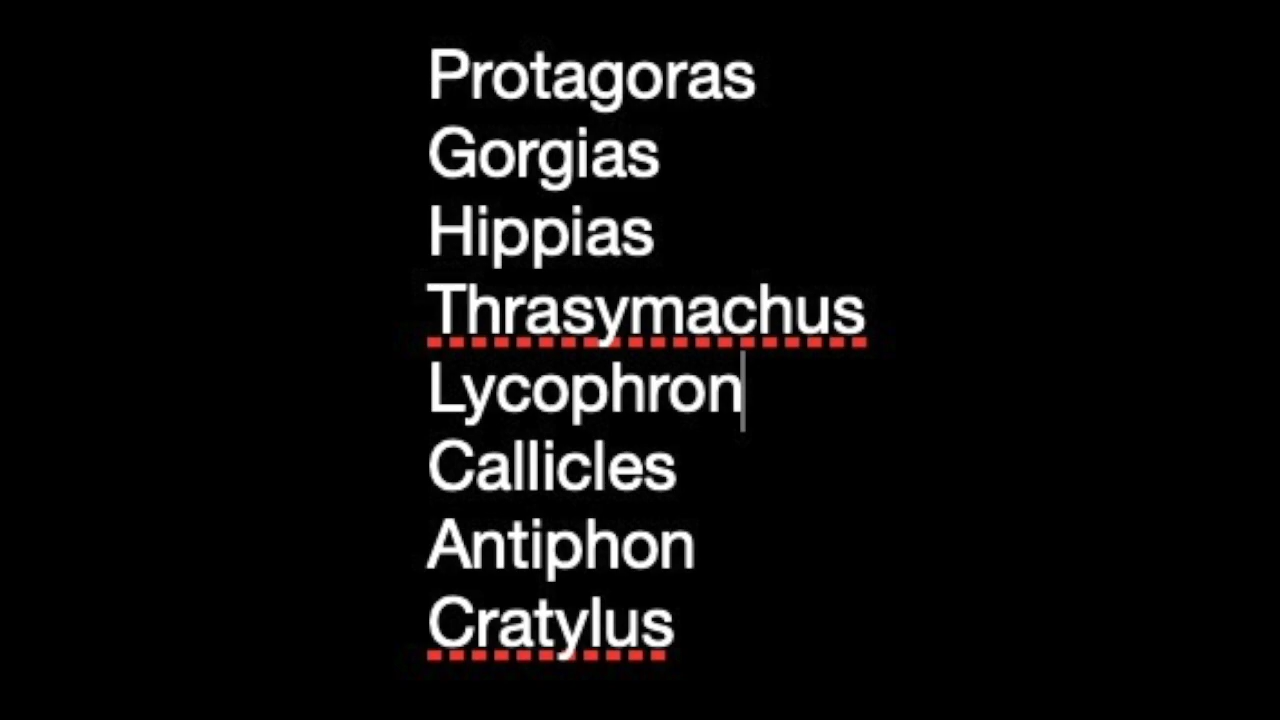 Protagoras
Gorgias
Hippias
Thrasymachus
Lycophron
Callicles
Antiphon
Cratylus